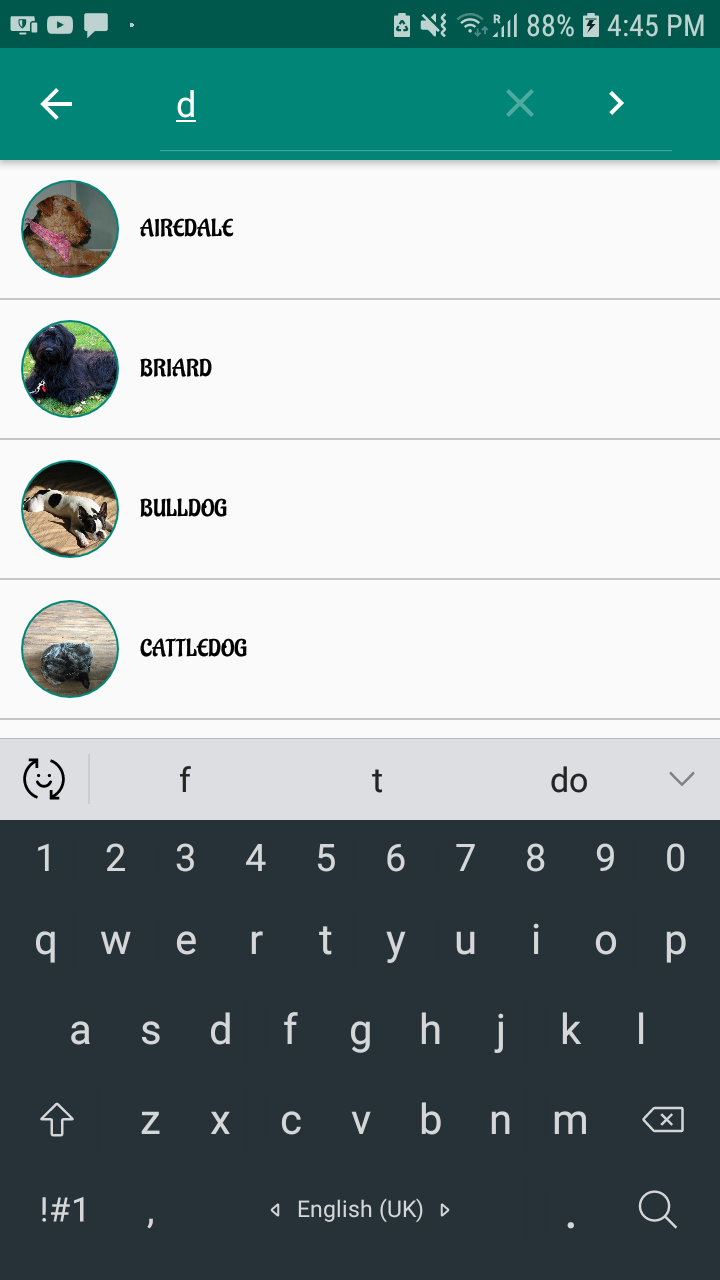 R 88% 4:45 PM
d
AIREDALE
BRIARD
BULLDOG
CATTLEDOG
f t do
1 2 3 4 5 6 7 8 9 0
q w e r t y u i o p
a s d f g h j k l
z x c v b n m
!#1 , English (UK) .